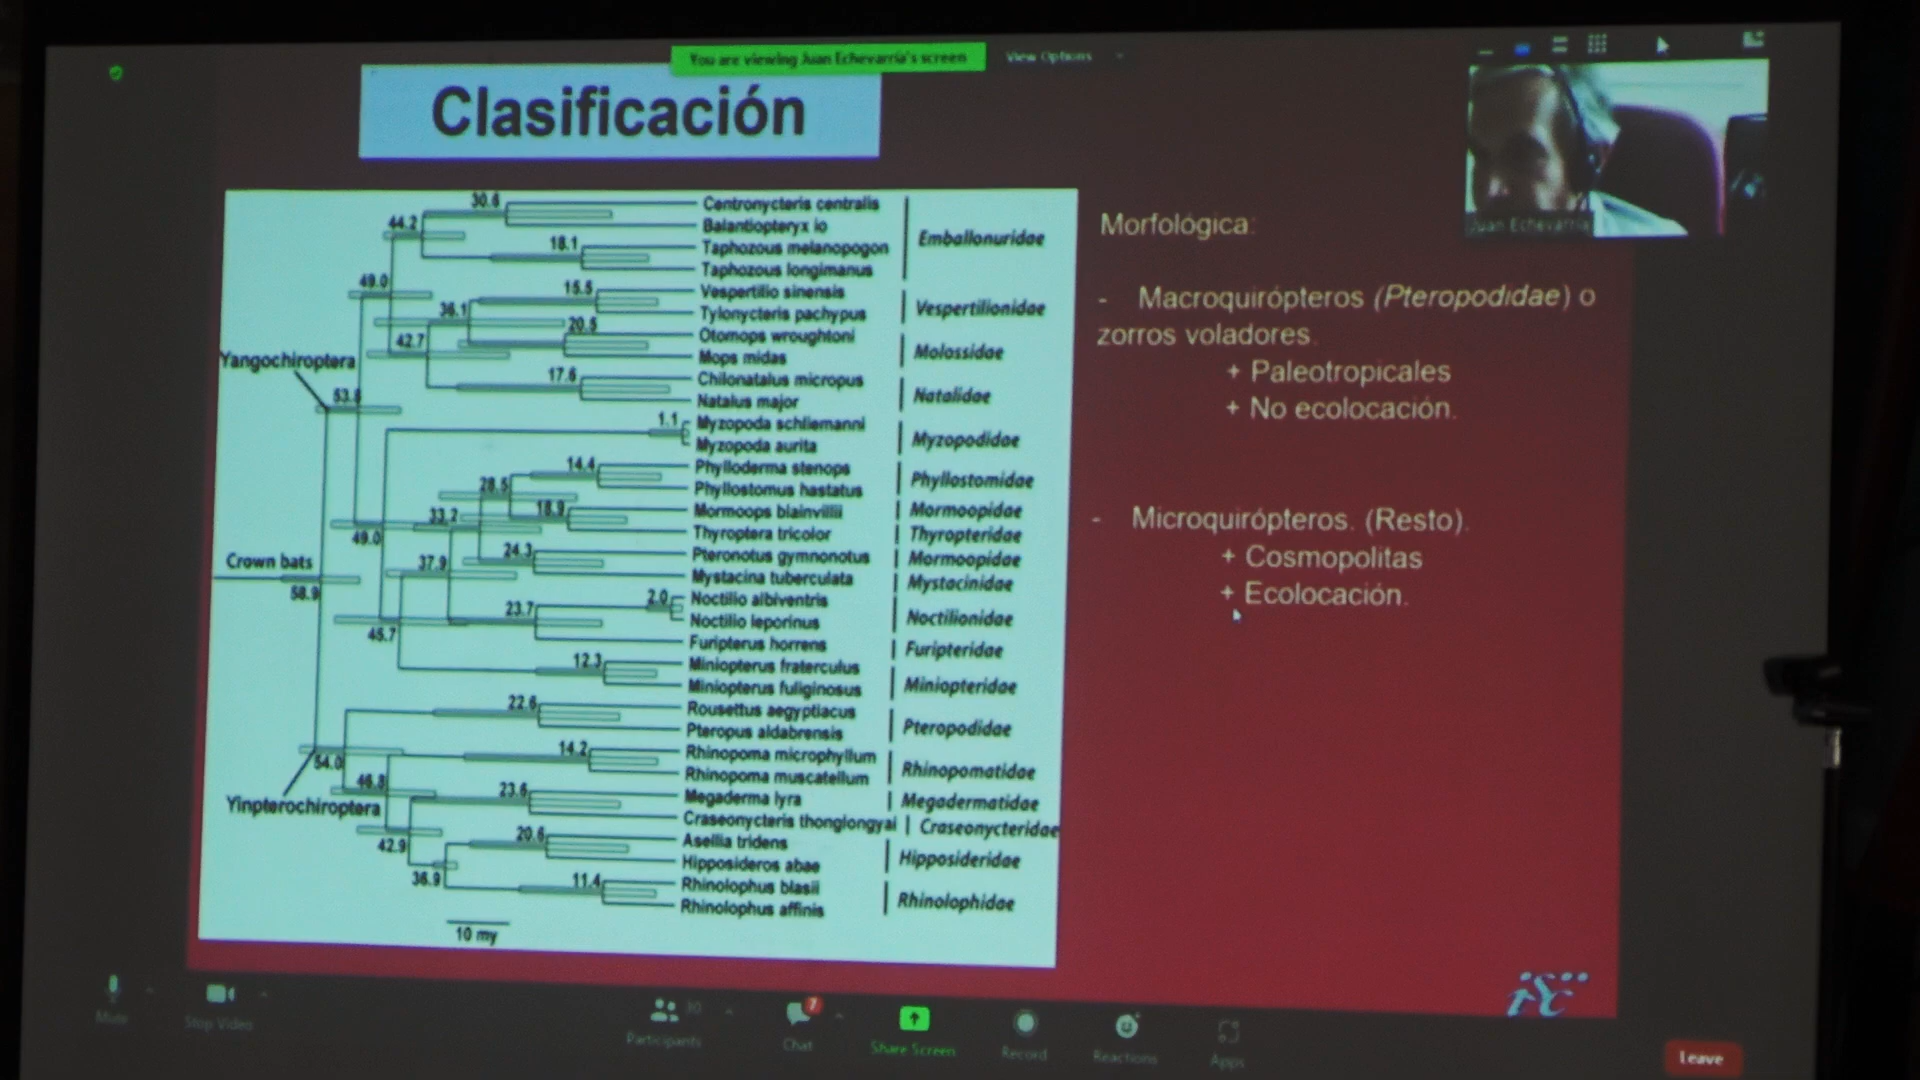 You are viewing Juan Echevarría's screen
View Options
Clasificación
Juan Echevarría
30.6
Centronycteris centralis
44.2
Balantiopteryx io
Emballonuridae
18.1
Taphozous melanopogon
Taphozous longimanus
49.0
15.5
Vespertilio sinensis
36.1
Tylonycteris pachypus
Vespertilionidae
20.5
Otomops wroughtoni
42.7
Mops midas
Molossidae
Yangochiroptera
17.6
Chilonatalus micropus
53.8
Natalus major
Natalidae
1.1
Myzopoda schliemanni
Myzopoda aurita
Myzopodidae
14.4
Phylloderma stenops
28.5
Phyllostomus hastatus
Phyllostomidae
18.9
Mormoops blainvillii
Mormoopidae
33.2
Thyroptera tricolor
Thyropteridae
49.0
24.3
Pteronotus gymnonotus
Mormoopidae
37.9
Mystacina tuberculata
Mystacinidae
Crown bats
58.9
2.0
Noctilio albiventris
23.7
Noctilio leporinus
Noctilionidae
45.7
Furipterus horrens
Furipteridae
12.3
Miniopterus fraterculus
Miniopterus fuliginosus
Miniopteridae
22.6
Rousettus aegyptiacus
Pteropus aldabrensis
Pteropodidae
54.0
14.2
Rhinopoma microphyllum
Rhinopoma muscatellum
Rhinopomatidae
46.3
23.6
Megaderma lyra
Megadermatidae
Yinpterochiroptera
Craseonycteris thonglongyai
Craseonycteridae
42.9
20.6
Asellia tridens
Hipposideros abae
Hipposideridae
36.9
11.4
Rhinolophus blasii
Rhinolophus affinis
Rhinolophidae
10 my
Morfológica:
- Macroquirópteros (Pteropodidae) o
zorros voladores.
+ Paleotropicales
+ No ecolocación.
- Microquirópteros. (Resto).
+ Cosmopolitas
+ Ecolocación.
Mute
Stop Video
Participants
30
Chat
7
Share Screen
Record
Reactions
Apps
Leave